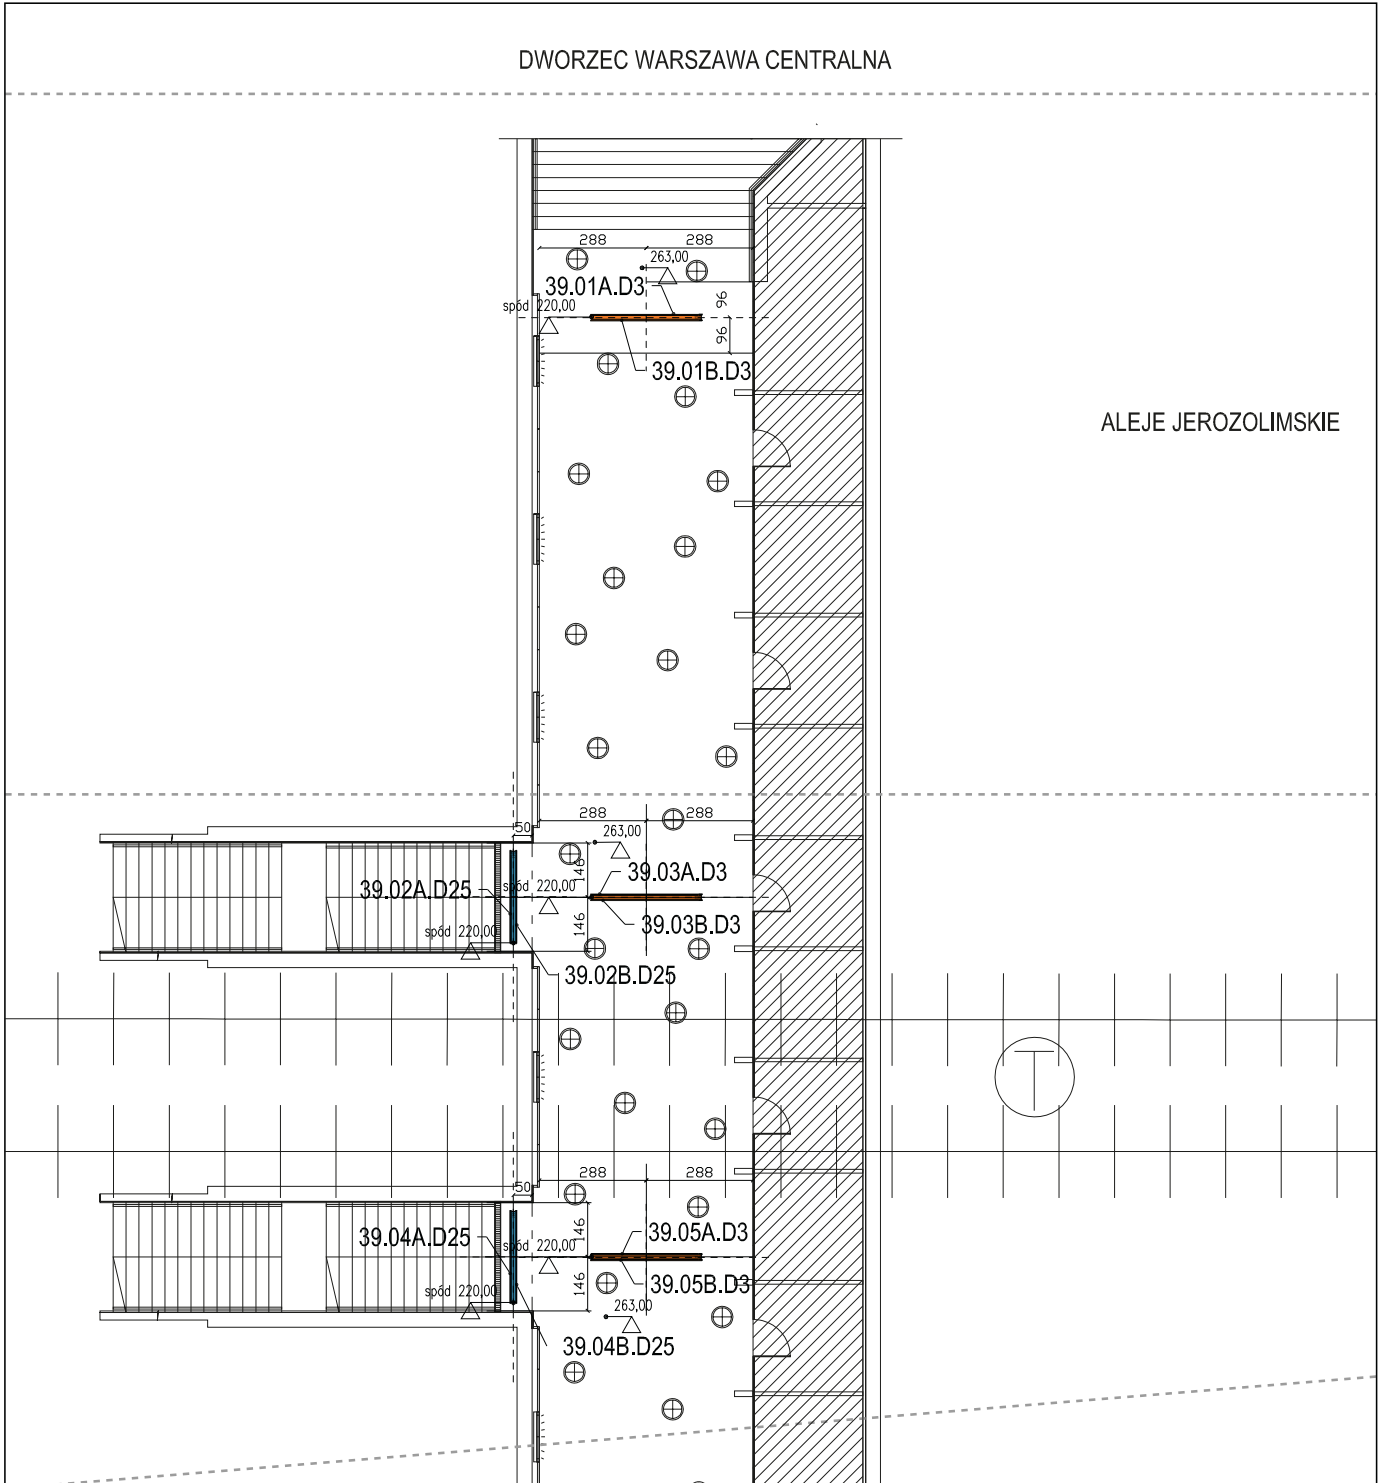 DWORZEC WARSZAWA CENTRALNA
288 288
263,00
39.01A.D3
spód 220,00
96
96
39.01B.D3
ALEJE JEROZOLIMSKIE
288 288
50
263,00
146
39.03A.D3
39.02A.D25
spód 220,00
39.03B.D3
146
spód 220,00
39.02B.D25
T
288 288
50
146
39.05A.D3
39.04A.D25
spód 220,00
39.05B.D3
146
spód 220,00
263,00
39.04B.D25